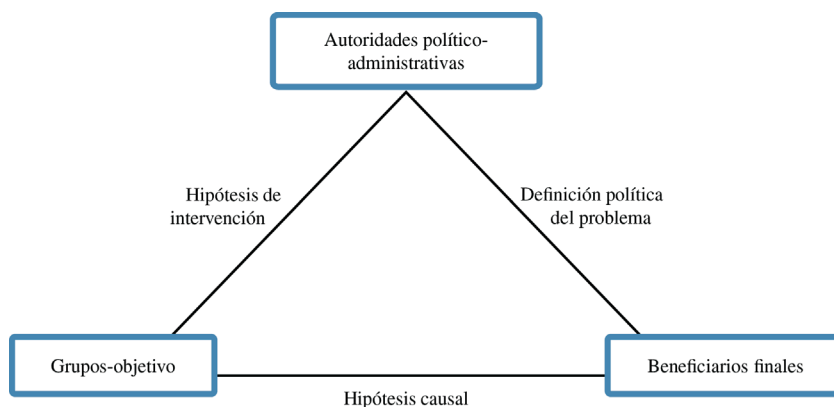 Autoridades político-
administrativas
Hipótesis de
intervención
Definición política
del problema
Grupos-objetivo
Beneficiarios finales
Hipótesis causal